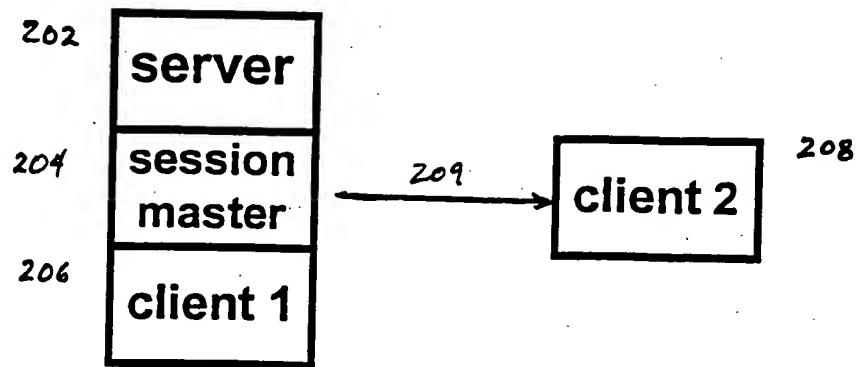 202
server
204
session
master
209
208
client 2
206
client 1